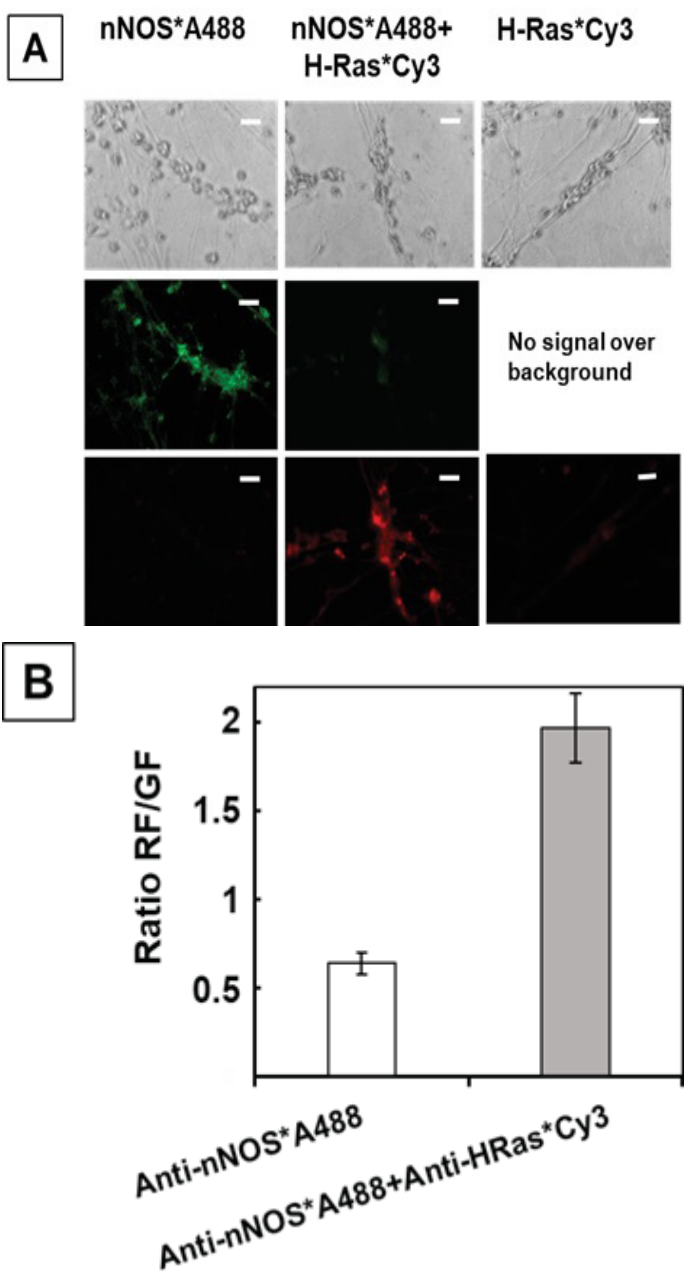 A
nNOS*A488
nNOS*A488+
H-Ras*Cy3
H-Ras*Cy3
No signal over
background
B
Ratio RF/GF
2
1.5
1
0.5
Anti-nNOS*A488
Anti-nNOS*A488+Anti-HRas*Cy3